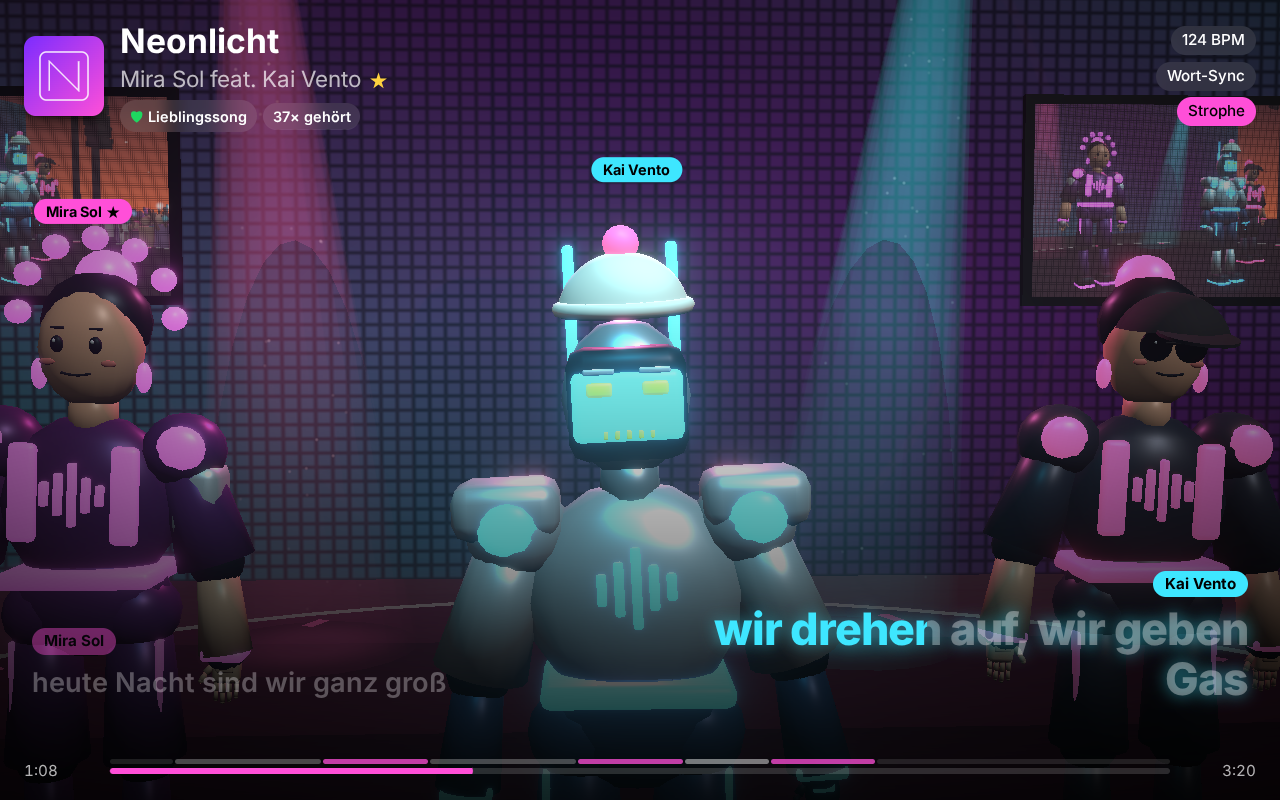 N
Neonlicht
Mira Sol feat. Kai Vento ★
Lieblingssong
37× gehört
124 BPM
Wort-Sync
Strophe
Kai Vento
Mira Sol ★
Kai Vento
wir drehen auf, wir geben
Gas
Mira Sol
heute Nacht sind wir ganz groß
1:08
3:20